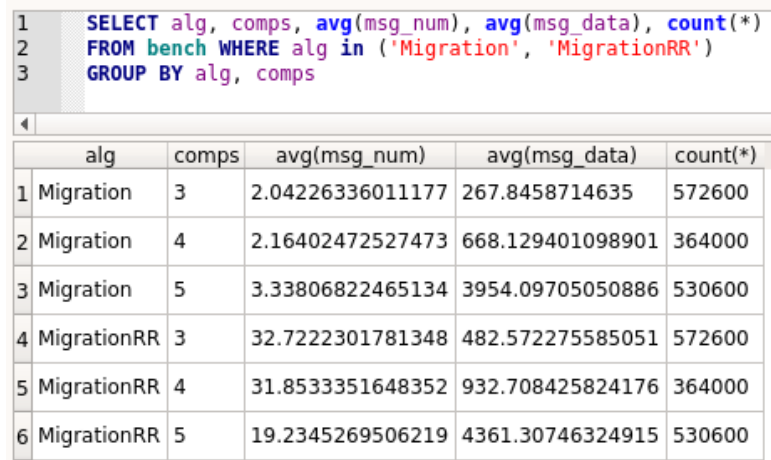 1 SELECT alg, comps, avg(msg_num), avg(msg_data), count(*)
2 FROM bench WHERE alg in ('Migration', 'MigrationRR')
3 GROUP BY alg, comps
alg comps avg(msg_num) avg(msg_data) count(*)
1 Migration 3 2.04226336011177 267.8458714635 572600
2 Migration 4 2.16402472527473 668.129401098901 364000
3 Migration 5 3.33806822465134 3954.09705050886 530600
4 MigrationRR 3 32.7222301781348 482.572275585051 572600
5 MigrationRR 4 31.8533351648352 932.708425824176 364000
6 MigrationRR 5 19.2345269506219 4361.30746324915 530600